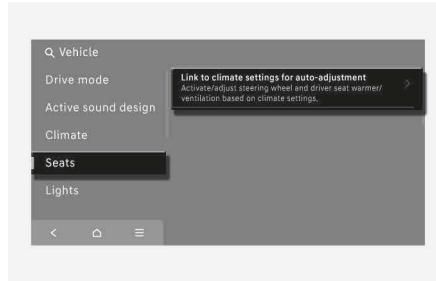 Vehicle
Drive mode
Active sound design
Climate
Seats
Lights
Link to climate settings for auto-adjustment
Activate/adjust steering wheel and driver seat warmer/
ventilation based on climate settings.